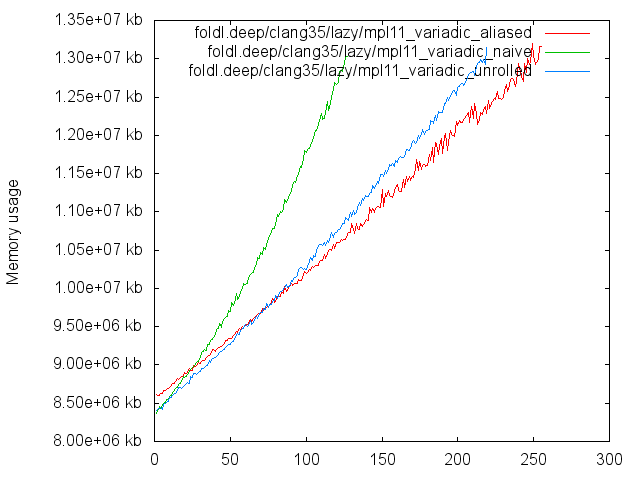 1.35e+07 kb
foldl.deep/clang35/lazy/mpl11_variadic_aliased
foldl.deep/clang35/lazy/mpl11_variadic_naive
1.30e+07 kb
foldl.deep/clang35/lazy/mpl11_variadic_unrolled
1.25e+07 kb
1.20e+07 kb
1.15e+07 kb
1.10e+07 kb
Memory usage
1.05e+07 kb
1.00e+07 kb
9.50e+06 kb
9.00e+06 kb
8.50e+06 kb
8.00e+06 kb
0 50 100 150 200 250 300